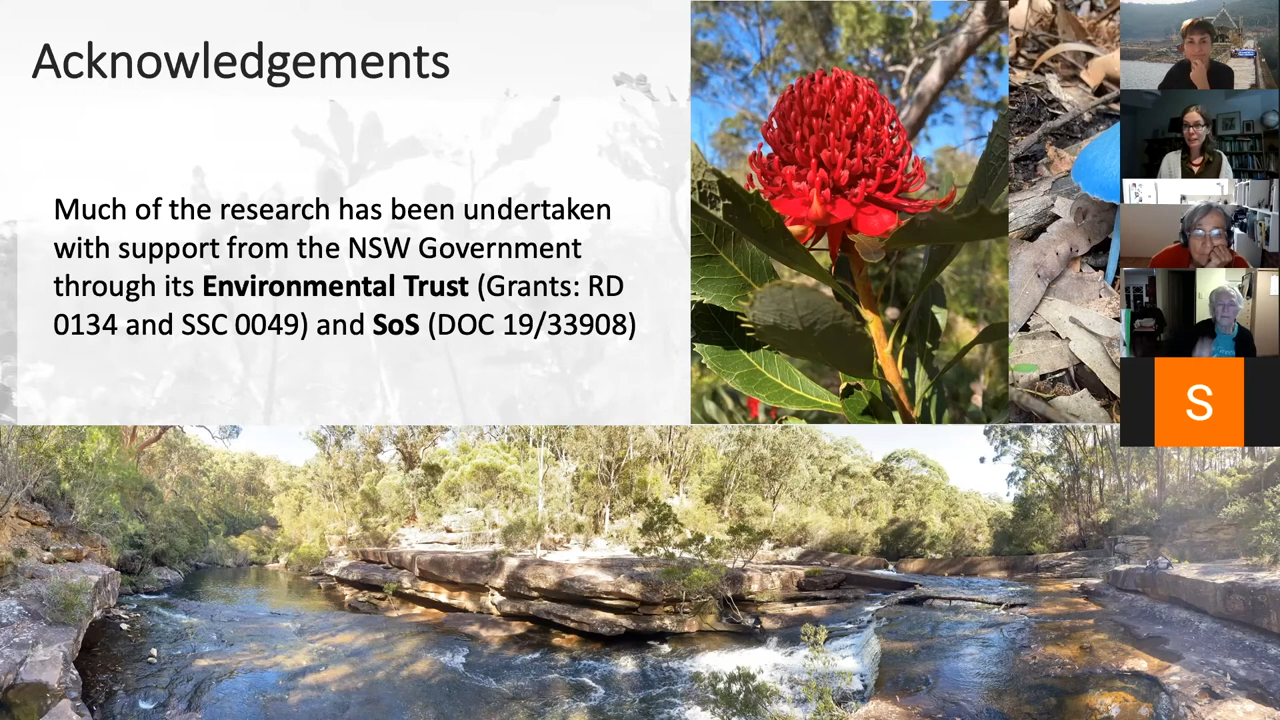 Acknowledgements
Much of the research has been undertaken
with support from the NSW Government
through its Environmental Trust (Grants: RD
0134 and SSC 0049) and SoS (DOC 19/33908)
S